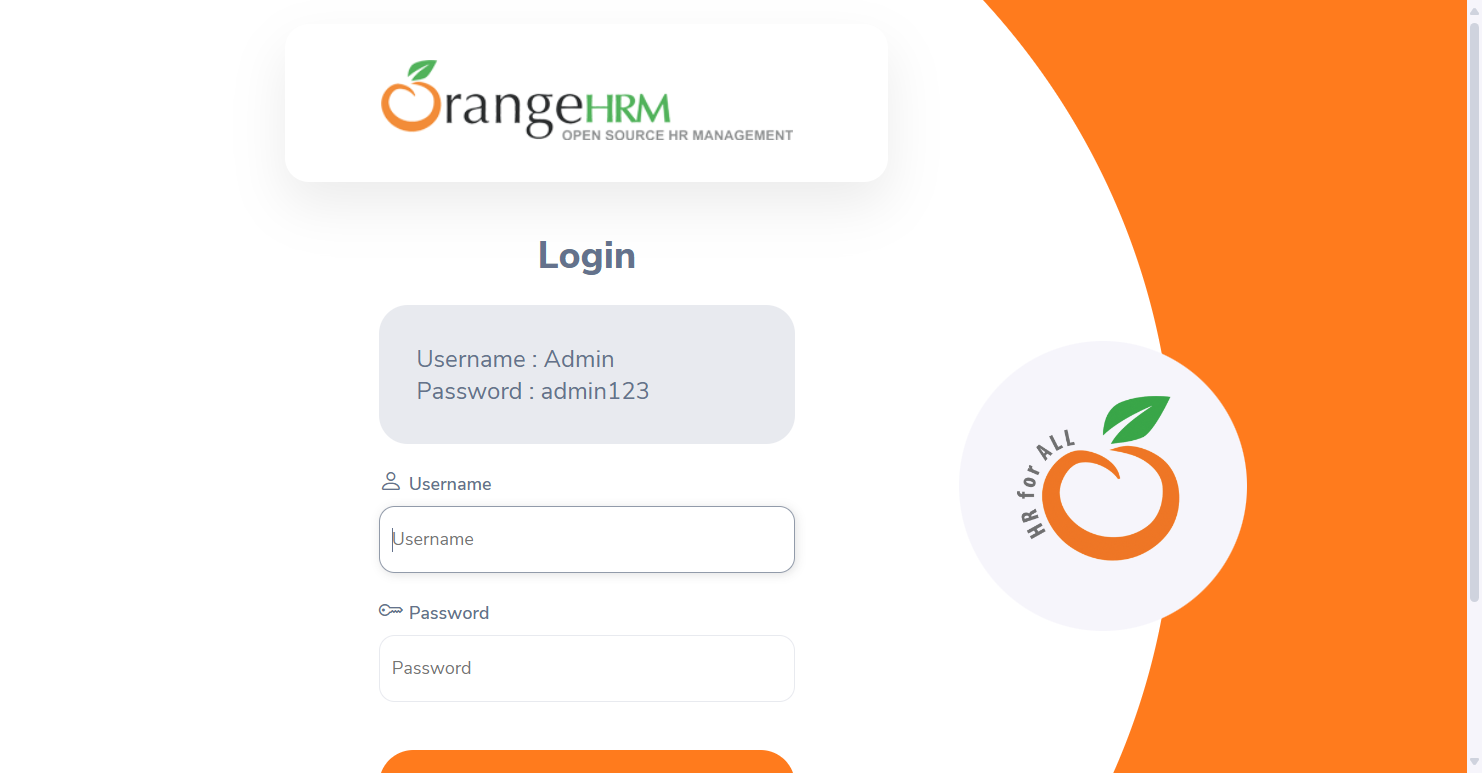 OrangeHRM
OPEN SOURCE HR MANAGEMENT
Login
Username : Admin
Password : admin123
Username
Username
Password
Password
HR for ALL